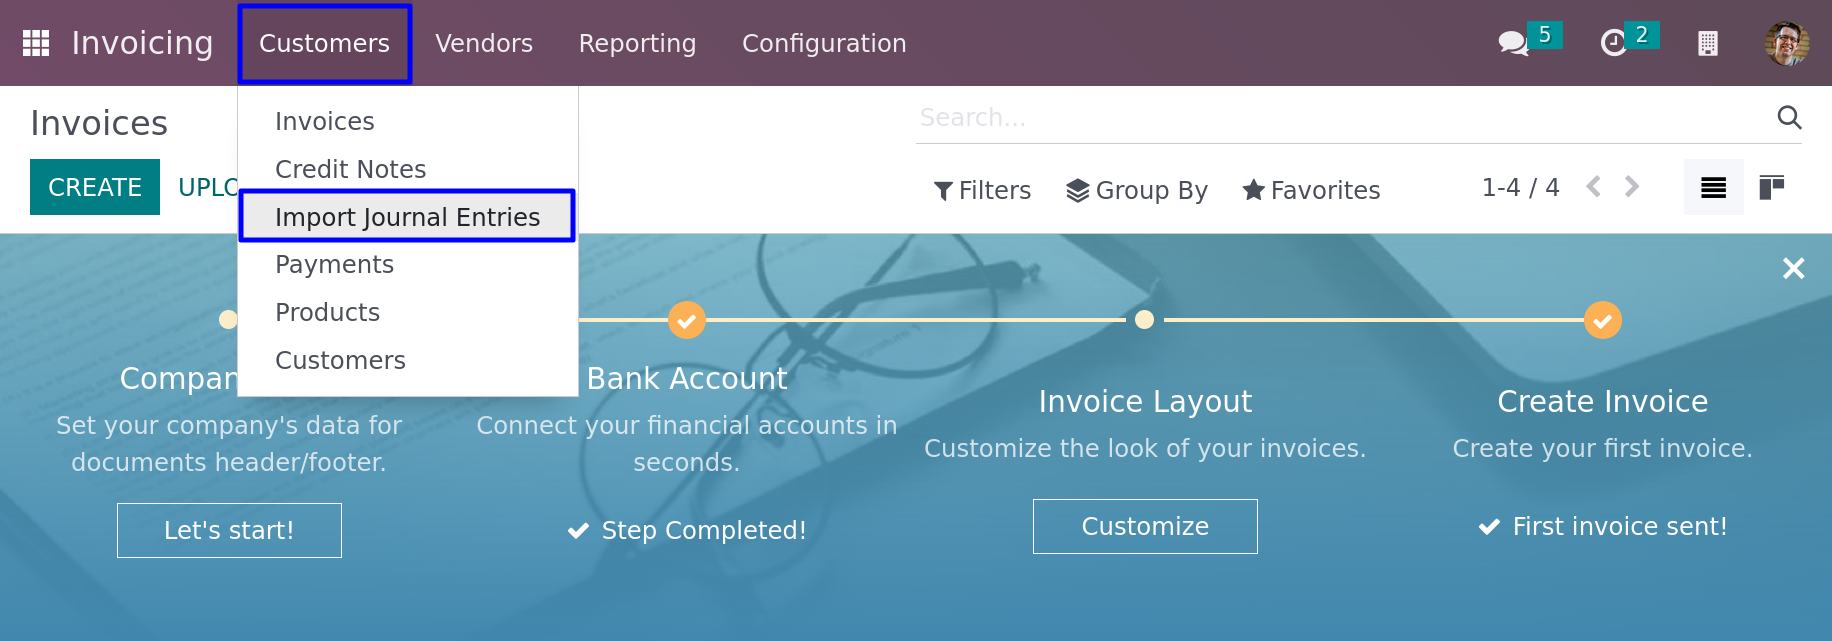 Invoicing Customers Vendors Reporting Configuration 5 2
Invoices
Search...
CREATE UPLO
Filters Group By Favorites 1-4 / 4
Invoices
Credit Notes
Import Journal Entries
Payments
Products
Customers
Compan
Set your company's data for
documents header/footer.
Let's start!
Bank Account
Connect your financial accounts in
seconds.
Step Completed!
Invoice Layout
Customize the look of your invoices.
Customize
Create Invoice
Create your first invoice.
First invoice sent!